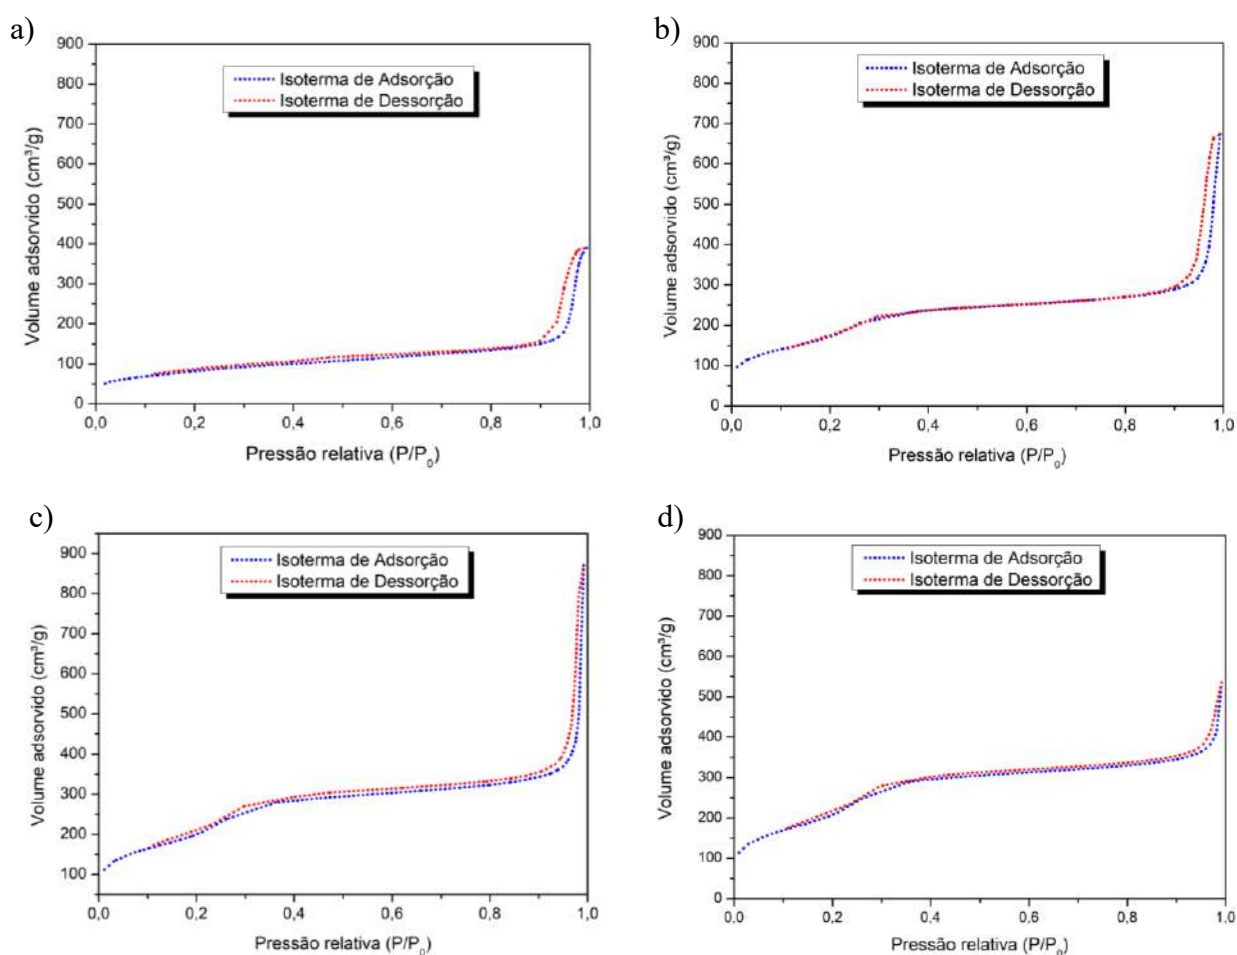 a)
900
800
700
600
500
400
300
200
100
0
Volume adsorvido (cm³/g)
Isoterma de Adsorção
Isoterma de Dessorção
0,0 0,2 0,4 0,6 0,8 1,0
Pressão relativa (P/P₀)
b)
900
800
700
600
500
400
300
200
100
0
Volume adsorvido (cm³/g)
Isoterma de Adsorção
Isoterma de Dessorção
0,0 0,2 0,4 0,6 0,8 1,0
Pressão relativa (P/P₀)
c)
900
800
700
600
500
400
300
200
100
Volume adsorvido (cm³/g)
Isoterma de Adsorção
Isoterma de Dessorção
0,0 0,2 0,4 0,6 0,8 1,0
Pressão relativa (P/P₀)
d)
900
800
700
600
500
400
300
200
100
0
Volume adsorvido (cm³/g)
Isoterma de Adsorção
Isoterma de Dessorção
0,0 0,2 0,4 0,6 0,8 1,0
Pressão relativa (P/P₀)